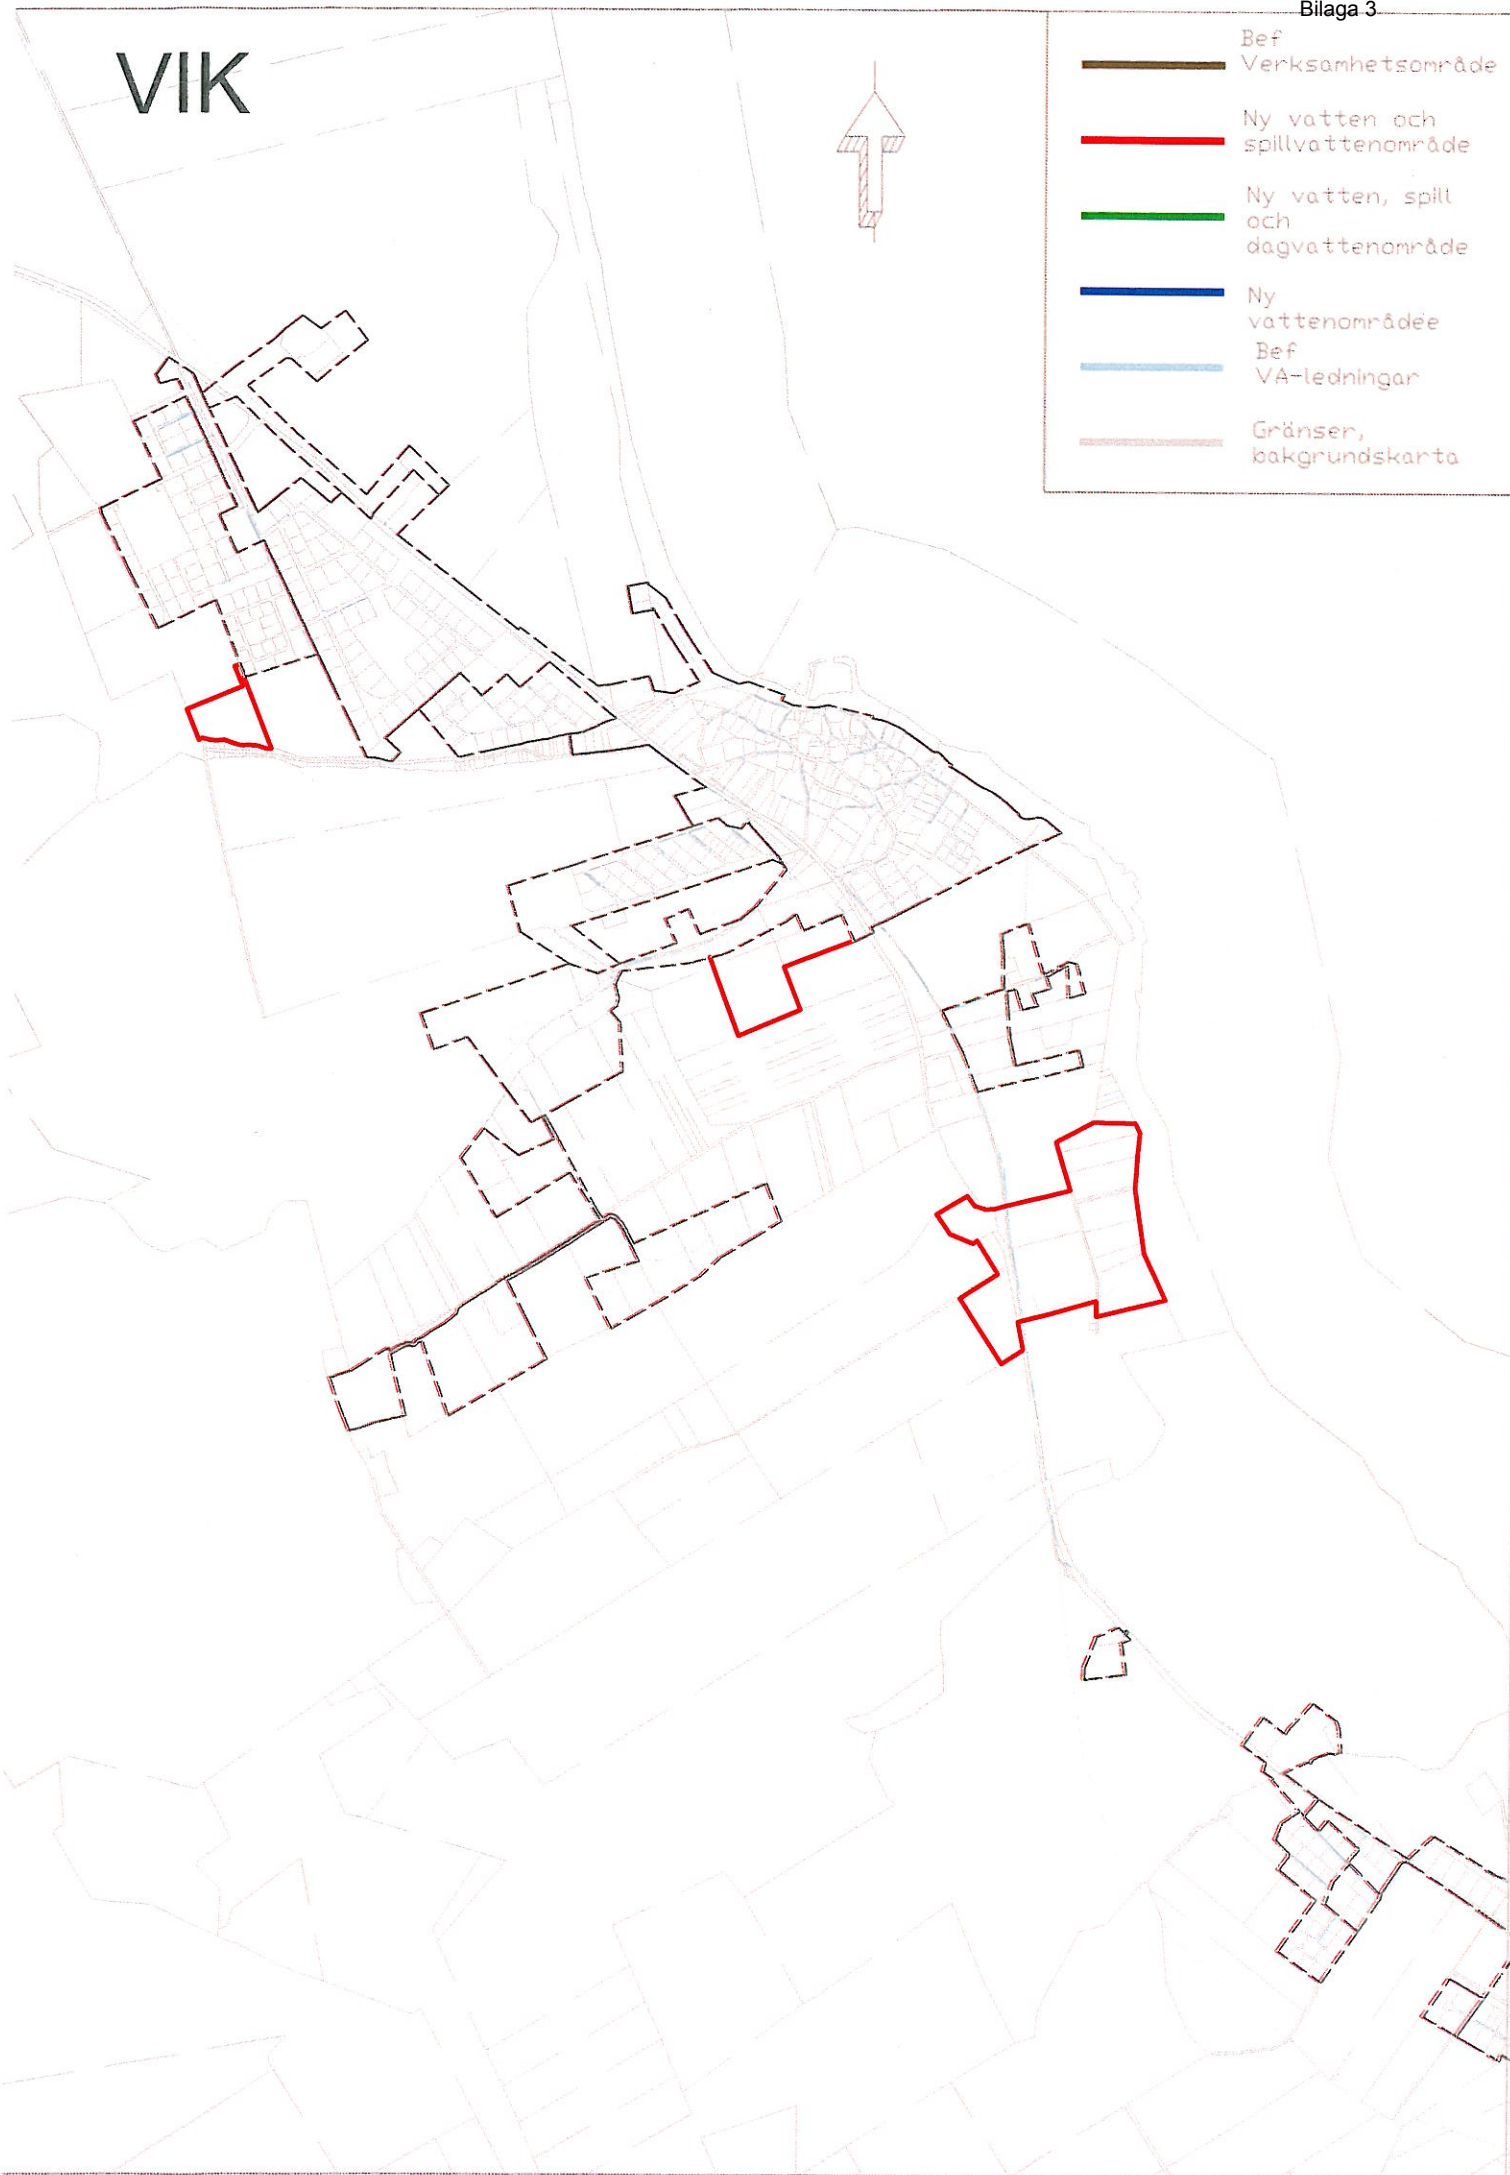 Bilaga 3
VIK
Bef
Verksamhetsområde
Ny vatten och
spillvattenområde
Ny vatten, spill
och
dagvattenområde
Ny
vattenområdee
Bef
VA-ledningar
Gränser,
bakgrundskarta